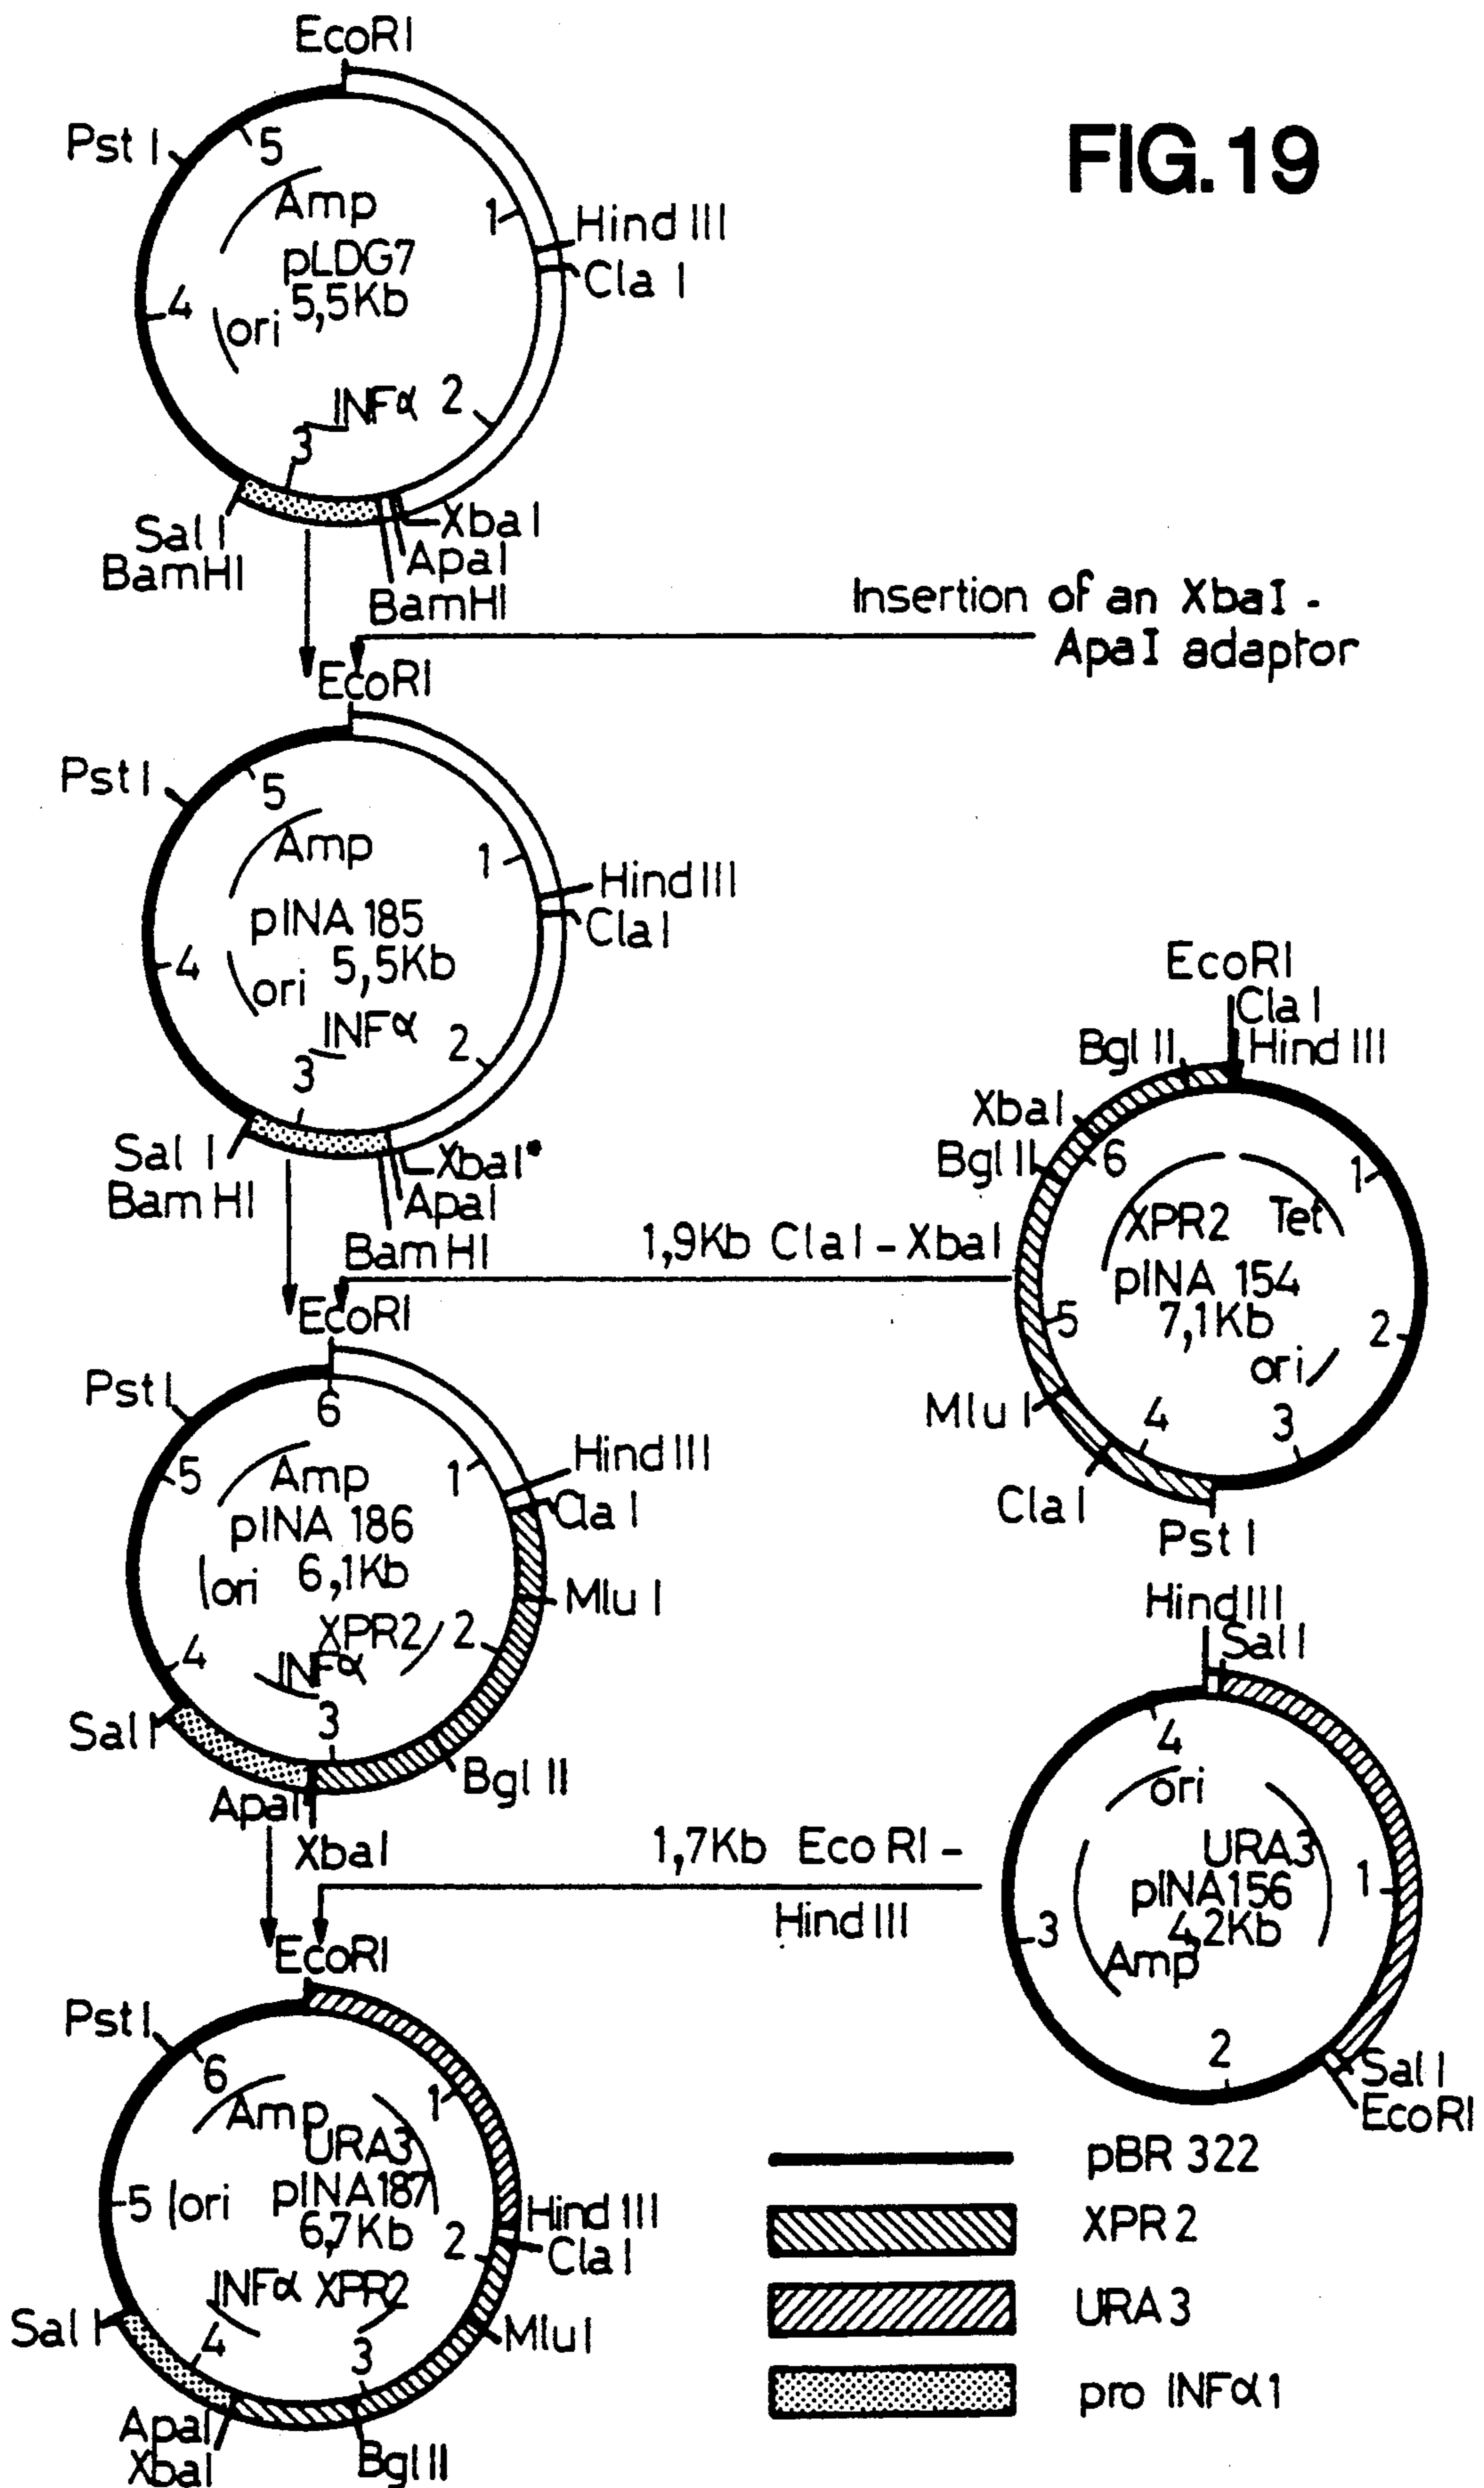 FIG.19
EcoRI
Pst I
5
Amp
1
Hind III
pLDG7
Cla I
4
5,5Kb
ori
INFα
2
3
Sal I
XbaI
BamHI
ApaI
BamHI
Insertion of an XbaI -
ApaI adaptor
EcoRI
Pst I
5
Amp
1
Hind III
pINA 185
Cla I
4
5,5Kb
ori
INFα
2
3
Sal I
XbaI*
BamHI
ApaI
BamHI
1,9Kb ClaI - XbaI
EcoRI
Cla I
Bgl II
Hind III
XbaI
Bgl II
6
1
XPR2
Tet
pINA 154
5
7,1Kb
2
ori
Mlu I
4
3
Cla I
Pst I
EcoRI
Pst I
6
Hind III
5
Amp
1
Cla I
pINA 186
ori
6,1Kb
Mlu I
XPR2
2
4
INFα
Sal I
3
Bgl II
ApaI
XbaI
1,7Kb EcoRI -
Hind III
Hind III
Sal I
4
ori
URA3
pINA156
1
3
4,2Kb
Amp
2
Sal I
EcoRI
EcoRI
Pst I
6
1
Amp
URA3
5
ori
pINA187
Hind III
6,7Kb
2
Cla I
INFα
XPR2
Sal I
4
3
Mlu I
ApaI
XbaI
Bgl II
pBR 322
XPR 2
URA 3
pro INFα1